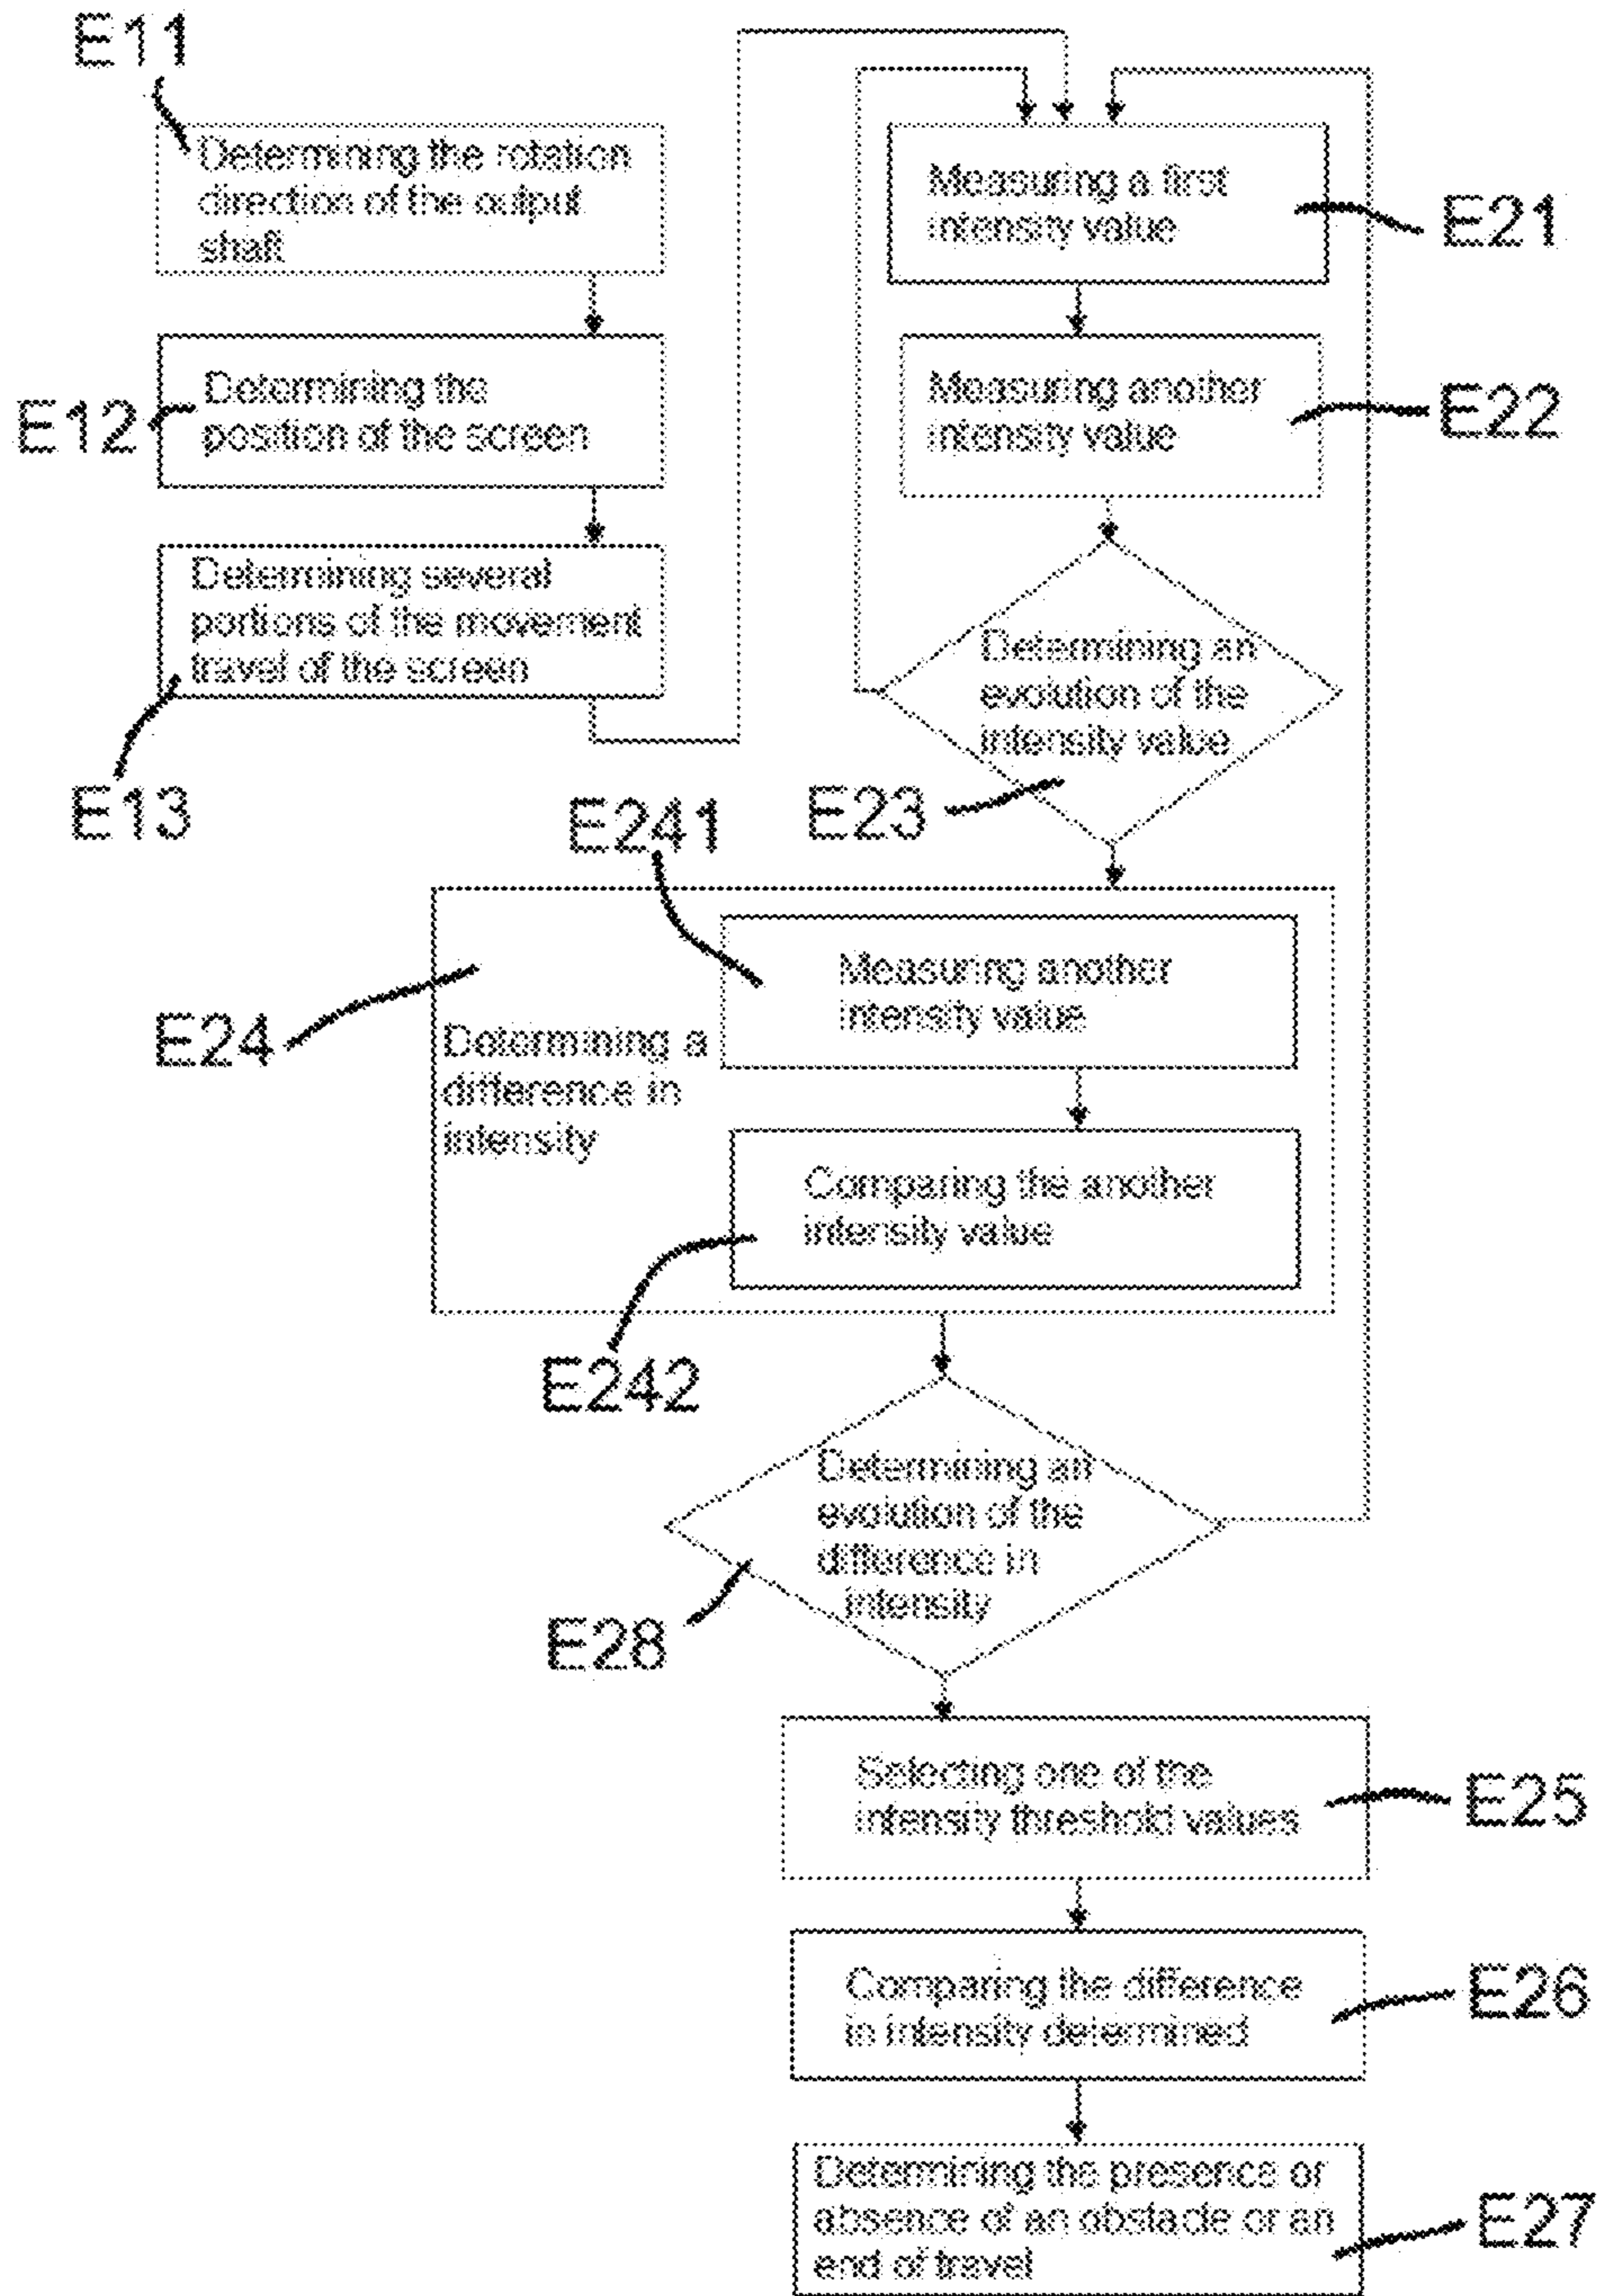 E11
Determining the rotation
direction of the output
shaft
E12
Determining the
position of the screen
Determining several
portions of the movement
travel of the screen
E13
Measuring a first
intensity value
E21
Measuring another
intensity value
E22
Determining an
evolution of the
intensity value
E23
E241
Measuring another
intensity value
E24
Determining a
difference in
intensity
Comparing the another
intensity value
E242
Determining an
evolution of the
difference in
intensity
E28
Selecting one of the
intensity threshold values
E25
Comparing the difference
in intensity determined
E26
Determining the presence or
absence of an obstacle or an
end of travel
E27